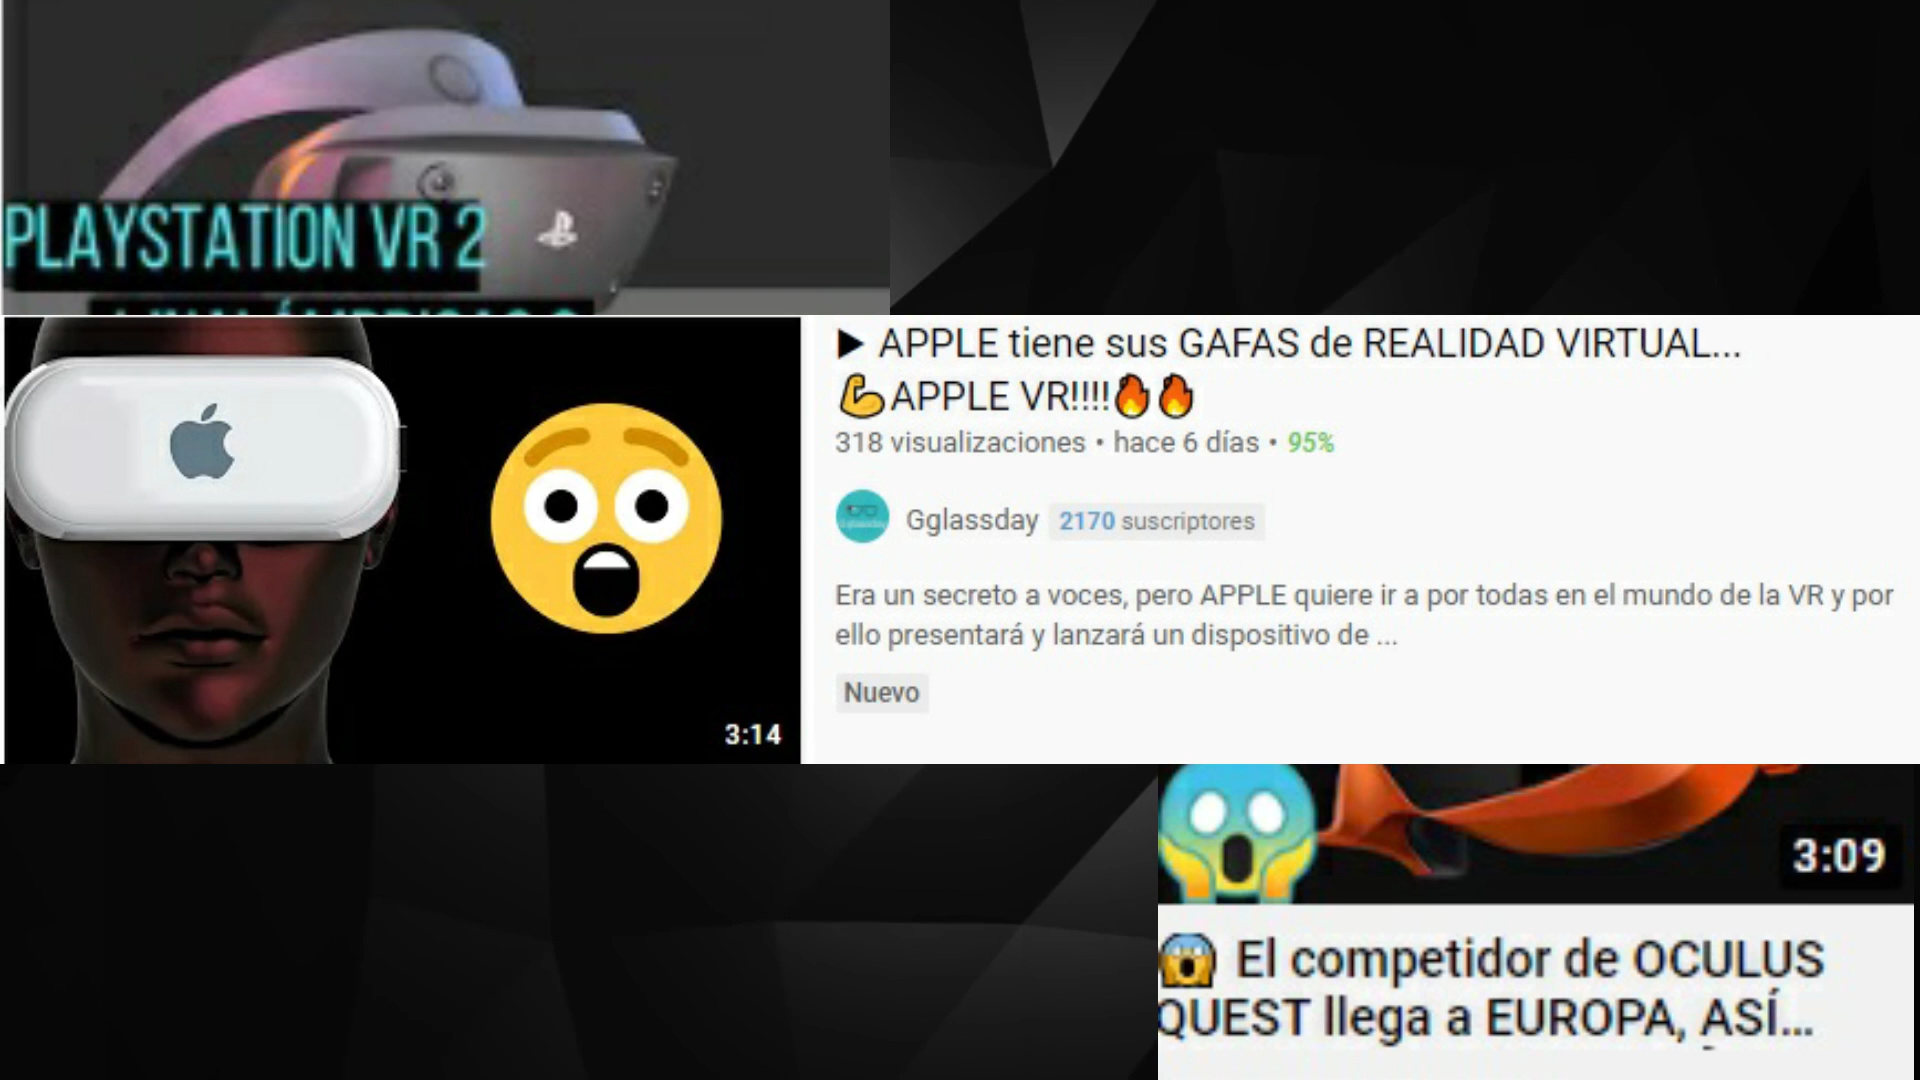 PLAYSTATION VR 2
▶ APPLE tiene sus GAFAS de REALIDAD VIRTUAL...
💪APPLE VR!!!!🔥🔥
318 visualizaciones • hace 6 días • 95%
Gglassday 2170 suscriptores
Era un secreto a voces, pero APPLE quiere ir a por todas en el mundo de la VR y por
ello presentará y lanzará un dispositivo de ...
Nuevo
3:14
3:09
😱 El competidor de OCULUS
QUEST llega a EUROPA, ASÍ...